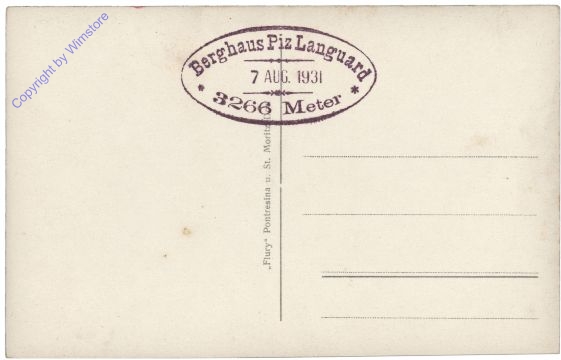 Copyright by Wimstore
Berghaus Piz Languard
7 AUG. 1931
* 3266 Meter *
„Flury“ Pontresina u. St. Moritz